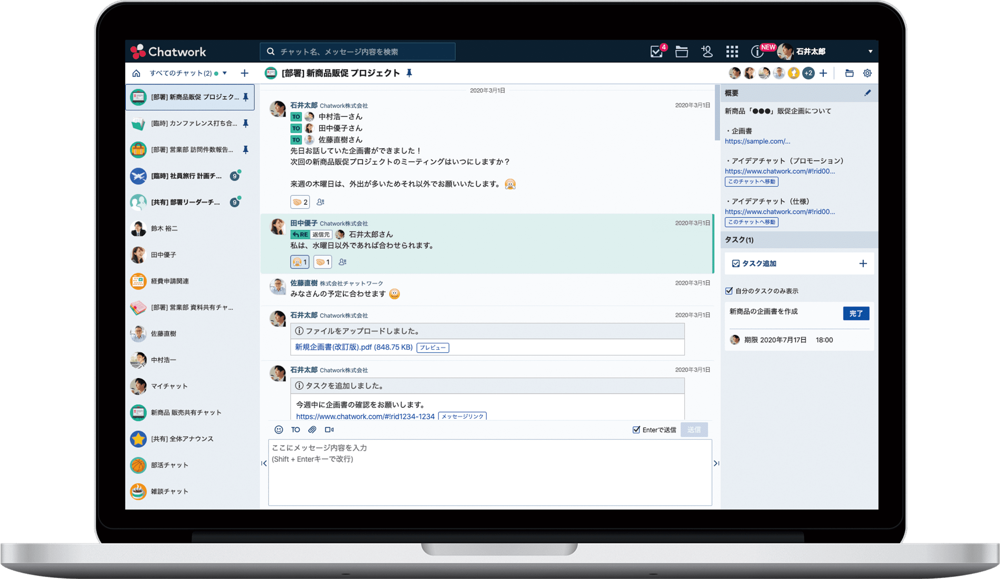 Chatwork
チャット名、メッセージ内容を検索
4
NEW
石井太郎
すべてのチャット(2)
[部署] 新商品販促 プロジェクト
+2
[部署] 新商品販促 プロジェク...
[臨時] カンファレンス打ち合...
[部署] 営業部 訪問件数報告...
[臨時] 社員旅行 計画チ...
9
[共有] 部署リーダーチ...
9
鈴木 裕二
田中優子
経費申請関連
[部署] 営業部 資料共有チャ...
佐藤直樹
中村浩一
マイチャット
新商品 販売共有チャット
[共有] 全体アナウンス
部活チャット
雑談チャット
2020年3月1日
石井太郎 Chatwork株式会社 2020年3月1日
TO 中村浩一さん
TO 田中優子さん
TO 佐藤直樹さん
先日お話していた企画書ができました！
次回の新商品販促プロジェクトのミーティングはいつにしますか？
来週の木曜日は、外出が多いためそれ以外でお願いいたします。
2
田中優子 Chatwork株式会社 2020年3月1日
RE 返信元 石井太郎さん
私は、水曜日以外であれば合わせられます。
1 1
佐藤直樹 株式会社チャットワーク 2020年3月1日
みなさんの予定に合わせます
石井太郎 Chatwork株式会社 2020年3月1日
ファイルをアップロードしました。
新規企画書(改訂版).pdf (848.75 KB) プレビュー
石井太郎 Chatwork株式会社 2020年3月1日
タスクを追加しました。
今週中に企画書の確認をお願いします。
https://www.chatwork.com/#!rid1234-1234 メッセージリンク
TO
Enterで送信 送信
ここにメッセージ内容を入力
(Shift + Enterキーで改行)
概要
新商品「●●●」販促企画について
・企画書
https://sample.com/...
・アイデアチャット（プロモーション）
https://www.chatwork.com/#!rid00...
このチャットへ移動
・アイデアチャット（仕様）
https://www.chatwork.com/#!rid00...
このチャットへ移動
タスク(1)
タスク追加
自分のタスクのみ表示
新商品の企画書を作成 完了
期限 2020年7月17日 18:00